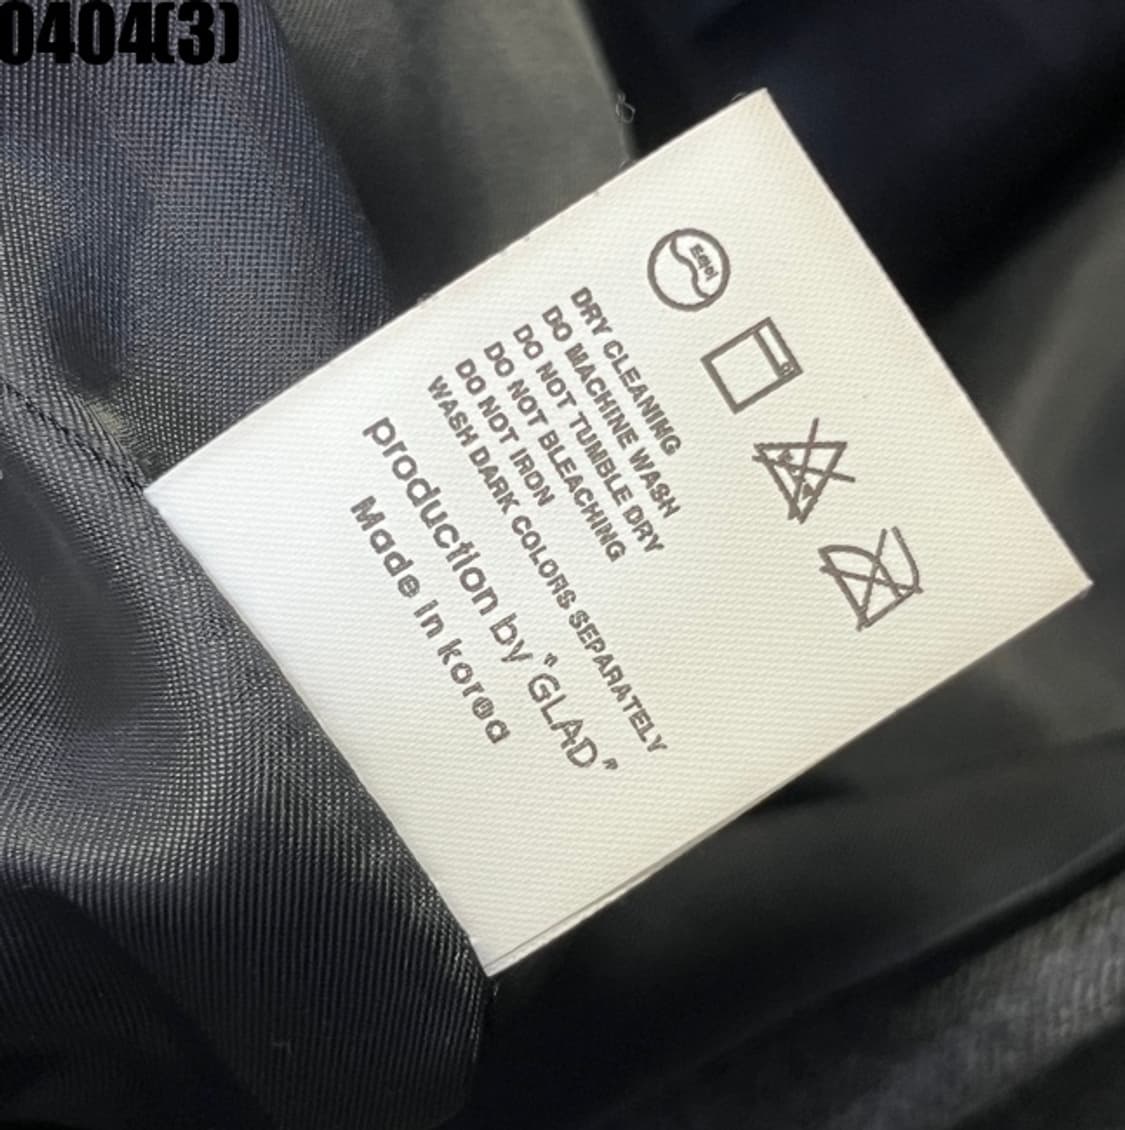 0404(3)
DRY CLEANING
DO MACHINE WASH
DO NOT TUMBLE DRY
DO NOT BLEACHING
DO NOT IRON
WASH DARK COLORS SEPARATELY
production by "GLAD"
Made in korea